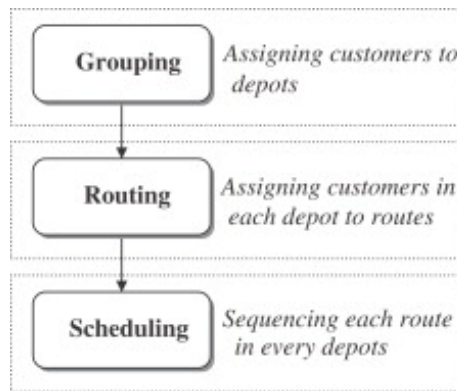 Grouping
Assigning customers to
depots
Routing
Assigning customers in
each depot to routes
Scheduling
Sequencing each route
in every depots